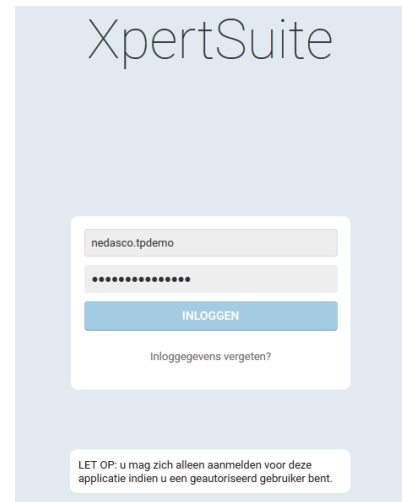 XpertSuite
nedasco.tpdemo
●●●●●●●●●●●●●●●
INLOGGEN
Inloggegevens vergeten?
LET OP: u mag zich alleen aanmelden voor deze
applicatie indien u een geautoriseerd gebruiker bent.